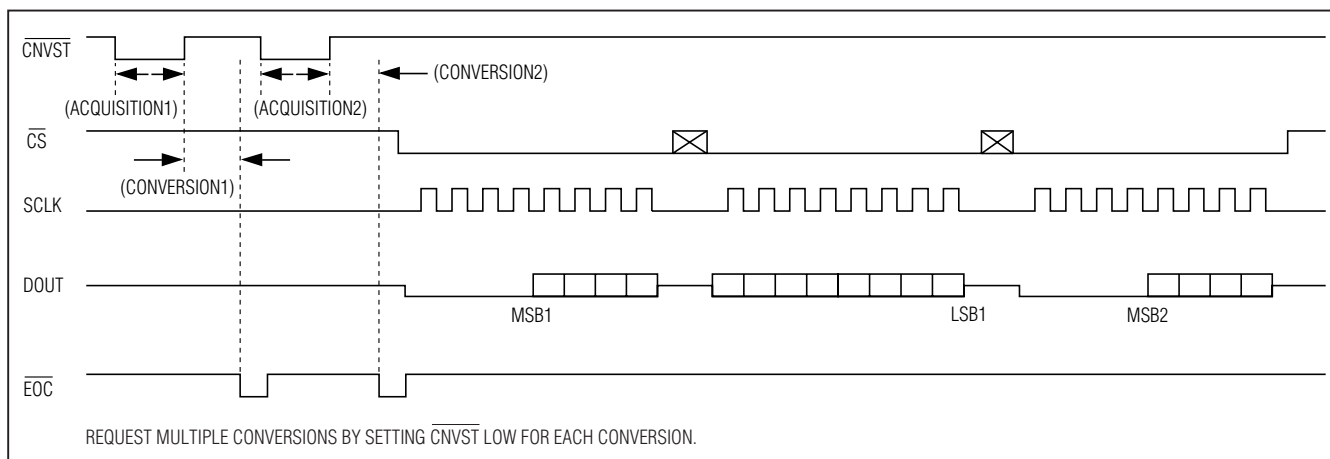 CNVST
(CONVERSION2)
(ACQUISITION1)
(ACQUISITION2)
CS
(CONVERSION1)
SCLK
DOUT
MSB1
LSB1
MSB2
EOC
REQUEST MULTIPLE CONVERSIONS BY SETTING CNVST LOW FOR EACH CONVERSION.